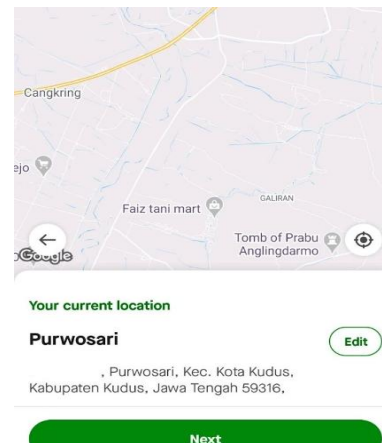 Cangkring
ejo
Faiz tani mart
GALIRAN
Tomb of Prabu
Anglingdarmo
Google
Your current location
Purwosari
Edit
, Purwosari, Kec. Kota Kudus,
Kabupaten Kudus, Jawa Tengah 59316,
Next